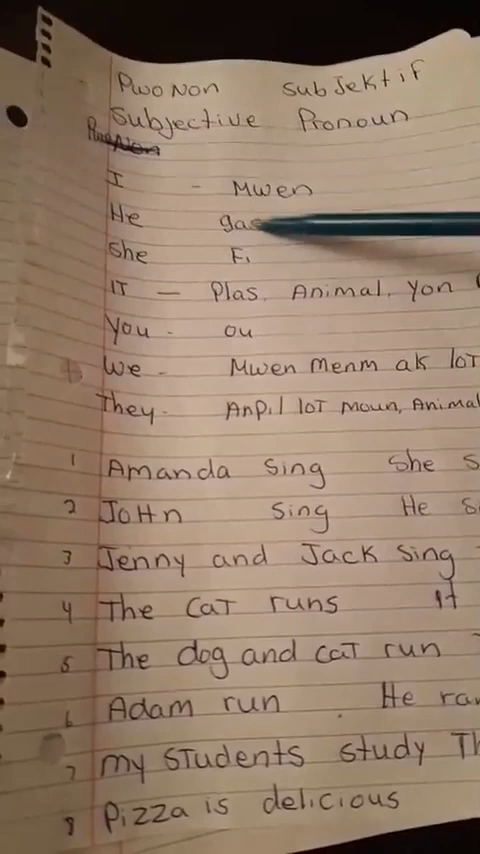 PwoNon subjektif
Subjective Pronoun
I - Mwen
He gas
She Fi
IT - Plas, Animal, yon
you - ou
We - Mwen menm ak lot
They - Anpil lot moun, Animal
1 Amanda sing she
2 JoHn sing He
3 Jenny and Jack sing
4 The caT runs It
5 The dog and caT run
6 Adam run . He
7 my sTudents study
8 Pizza is delicious